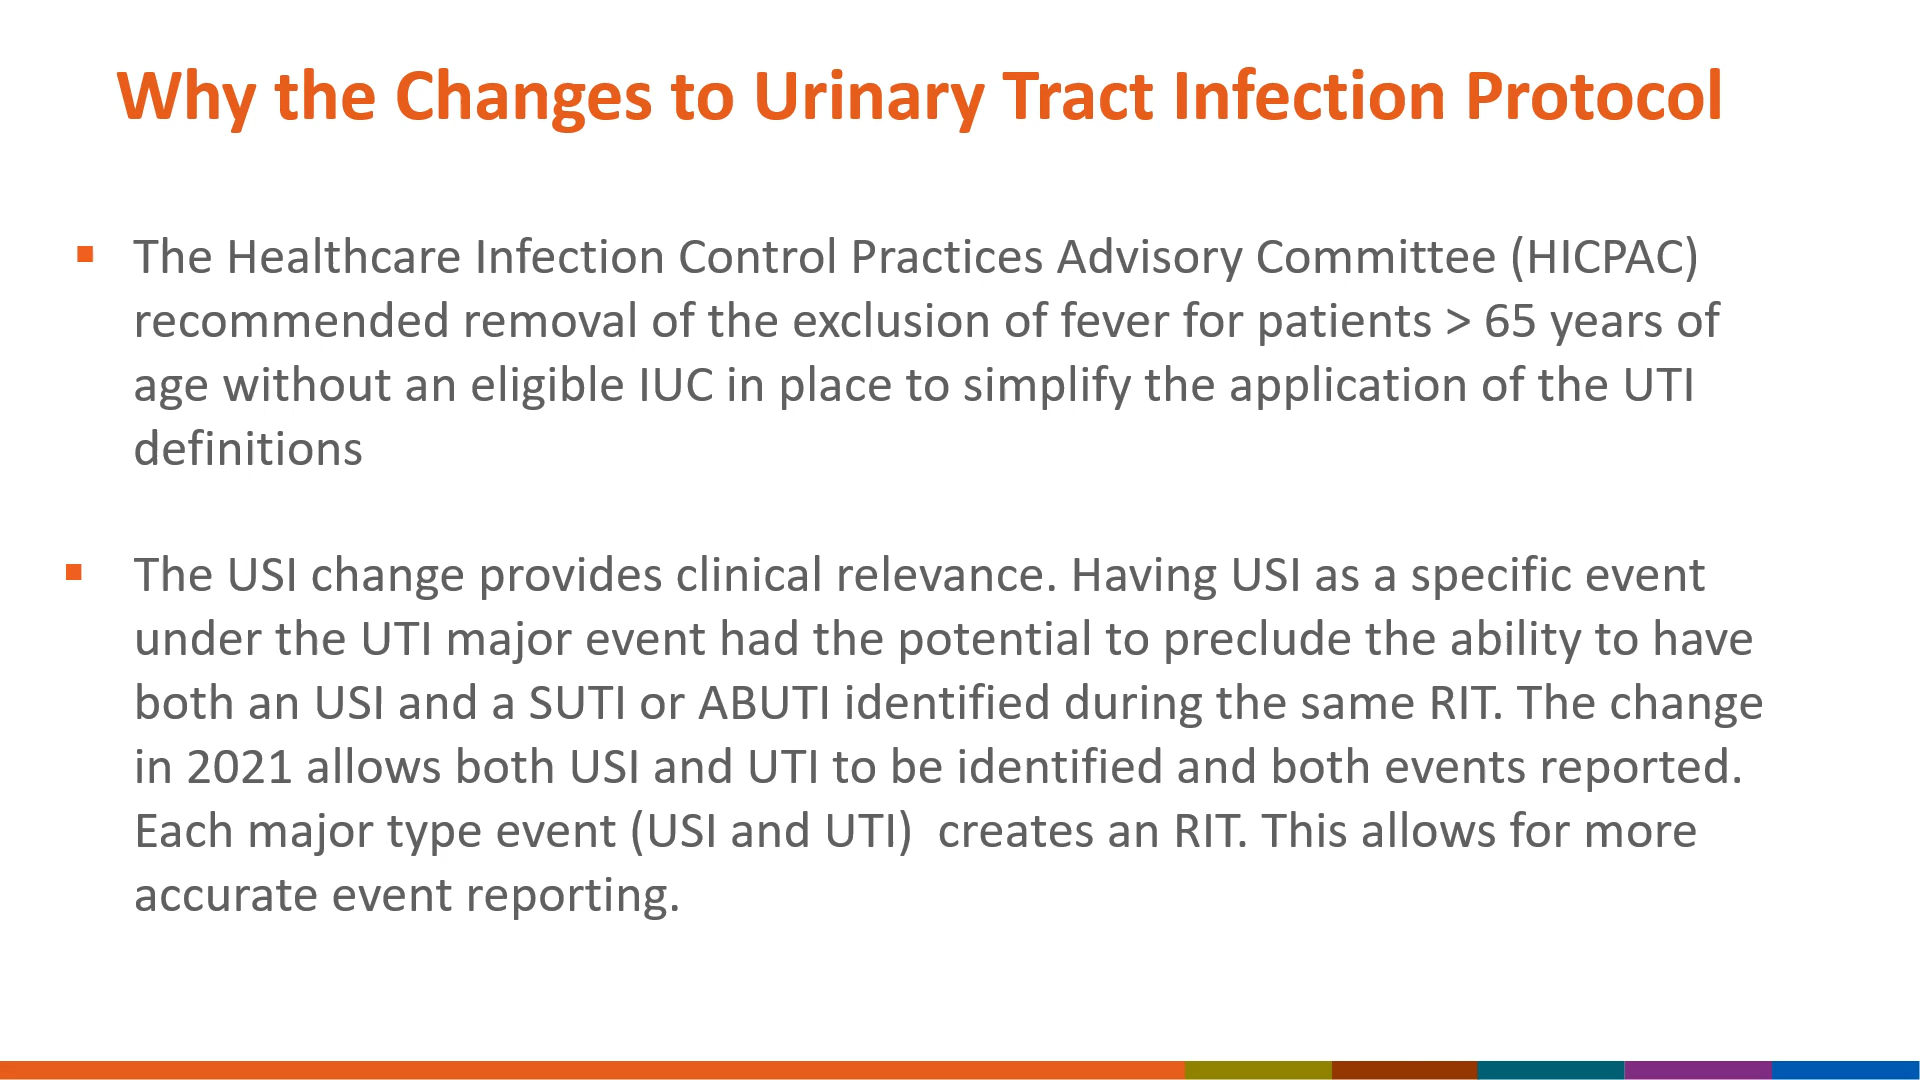 Why the Changes to Urinary Tract Infection Protocol
▪ The Healthcare Infection Control Practices Advisory Committee (HICPAC)
recommended removal of the exclusion of fever for patients > 65 years of
age without an eligible IUC in place to simplify the application of the UTI
definitions
▪ The USI change provides clinical relevance. Having USI as a specific event
under the UTI major event had the potential to preclude the ability to have
both an USI and a SUTI or ABUTI identified during the same RIT. The change
in 2021 allows both USI and UTI to be identified and both events reported.
Each major type event (USI and UTI)  creates an RIT. This allows for more
accurate event reporting.